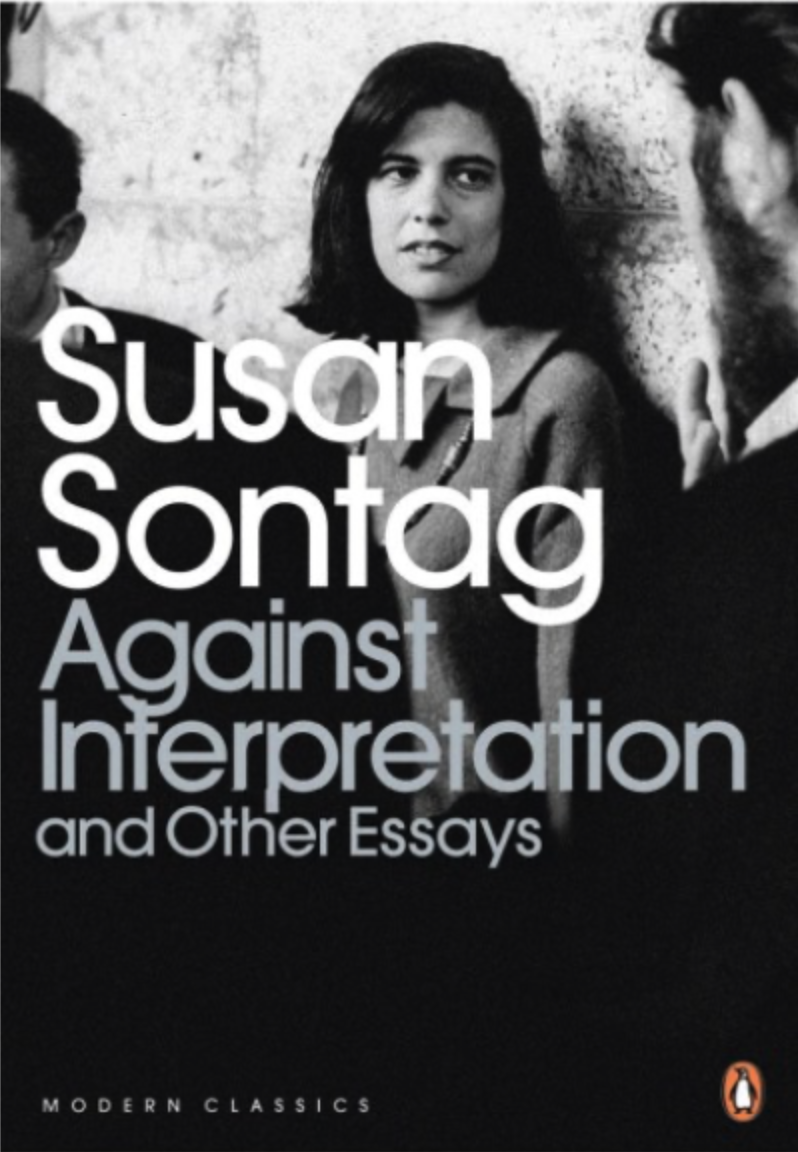 Susan
Sontag
Against
Interpretation
and Other Essays
MODERN CLASSICS